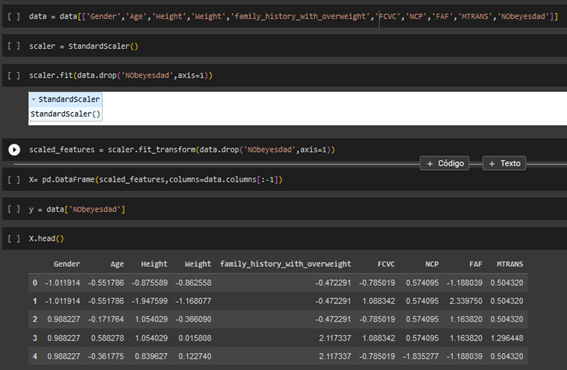 [ ] data = data[['Gender','Age','Height','Weight','family_history_with_overweight','FCVC','NCP','FAF','MTRANS','NObeyesdad']]
[ ] scaler = StandardScaler()
[ ] scaler.fit(data.drop('NObeyesdad',axis=1))
StandardScaler
StandardScaler()
scaled_features = scaler.fit_transform(data.drop('NObeyesdad',axis=1))
+ Código + Texto
[ ] X= pd.DataFrame(scaled_features,columns=data.columns[:-1])
[ ] y = data['NObeyesdad']
[ ] X.head()
Gender Age Height Weight family_history_with_overweight FCVC NCP FAF MTRANS
0 -1.011914 -0.551786 -0.875589 -0.862558 -0.472291 -0.785019 0.574095 -1.188039 0.504320
1 -1.011914 -0.551786 -1.947599 -1.168077 -0.472291 1.088342 0.574095 2.339750 0.504320
2 0.988227 -0.171764 1.054029 -0.366090 -0.472291 -0.785019 0.574095 1.163820 0.504320
3 0.988227 0.588278 1.054029 0.015808 2.117337 1.088342 0.574095 1.163820 1.296448
4 0.988227 -0.361775 0.839627 0.122740 2.117337 -0.785019 -1.835277 -1.188039 0.504320